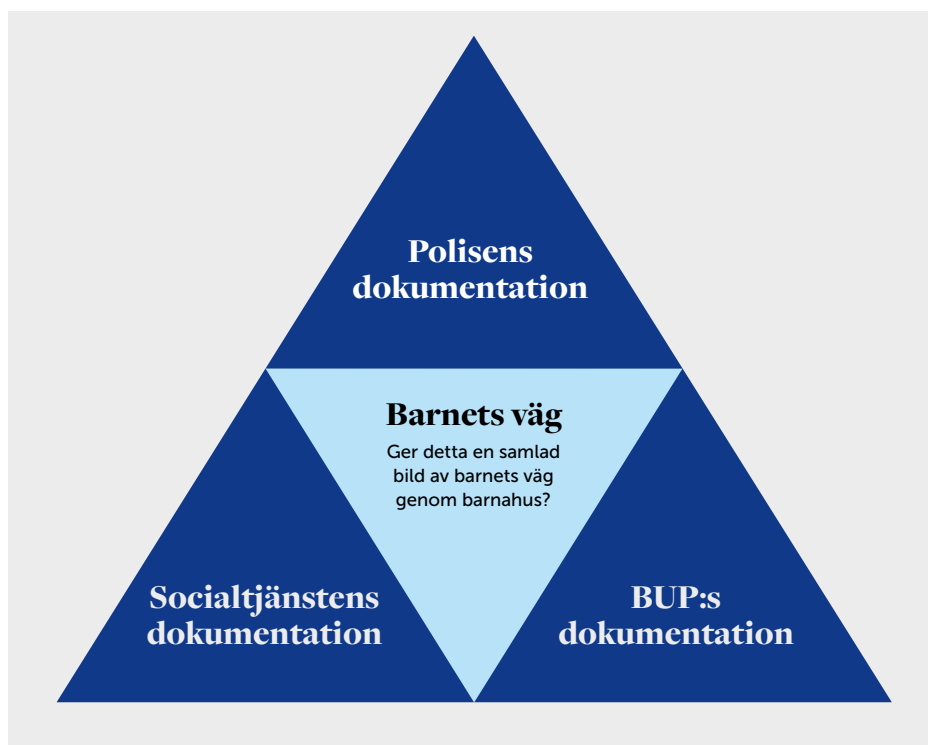 Polisens
dokumentation
Barnets väg
Ger detta en samlad
bild av barnets väg
genom barnahus?
Socialtjänstens
dokumentation
BUP:s
dokumentation